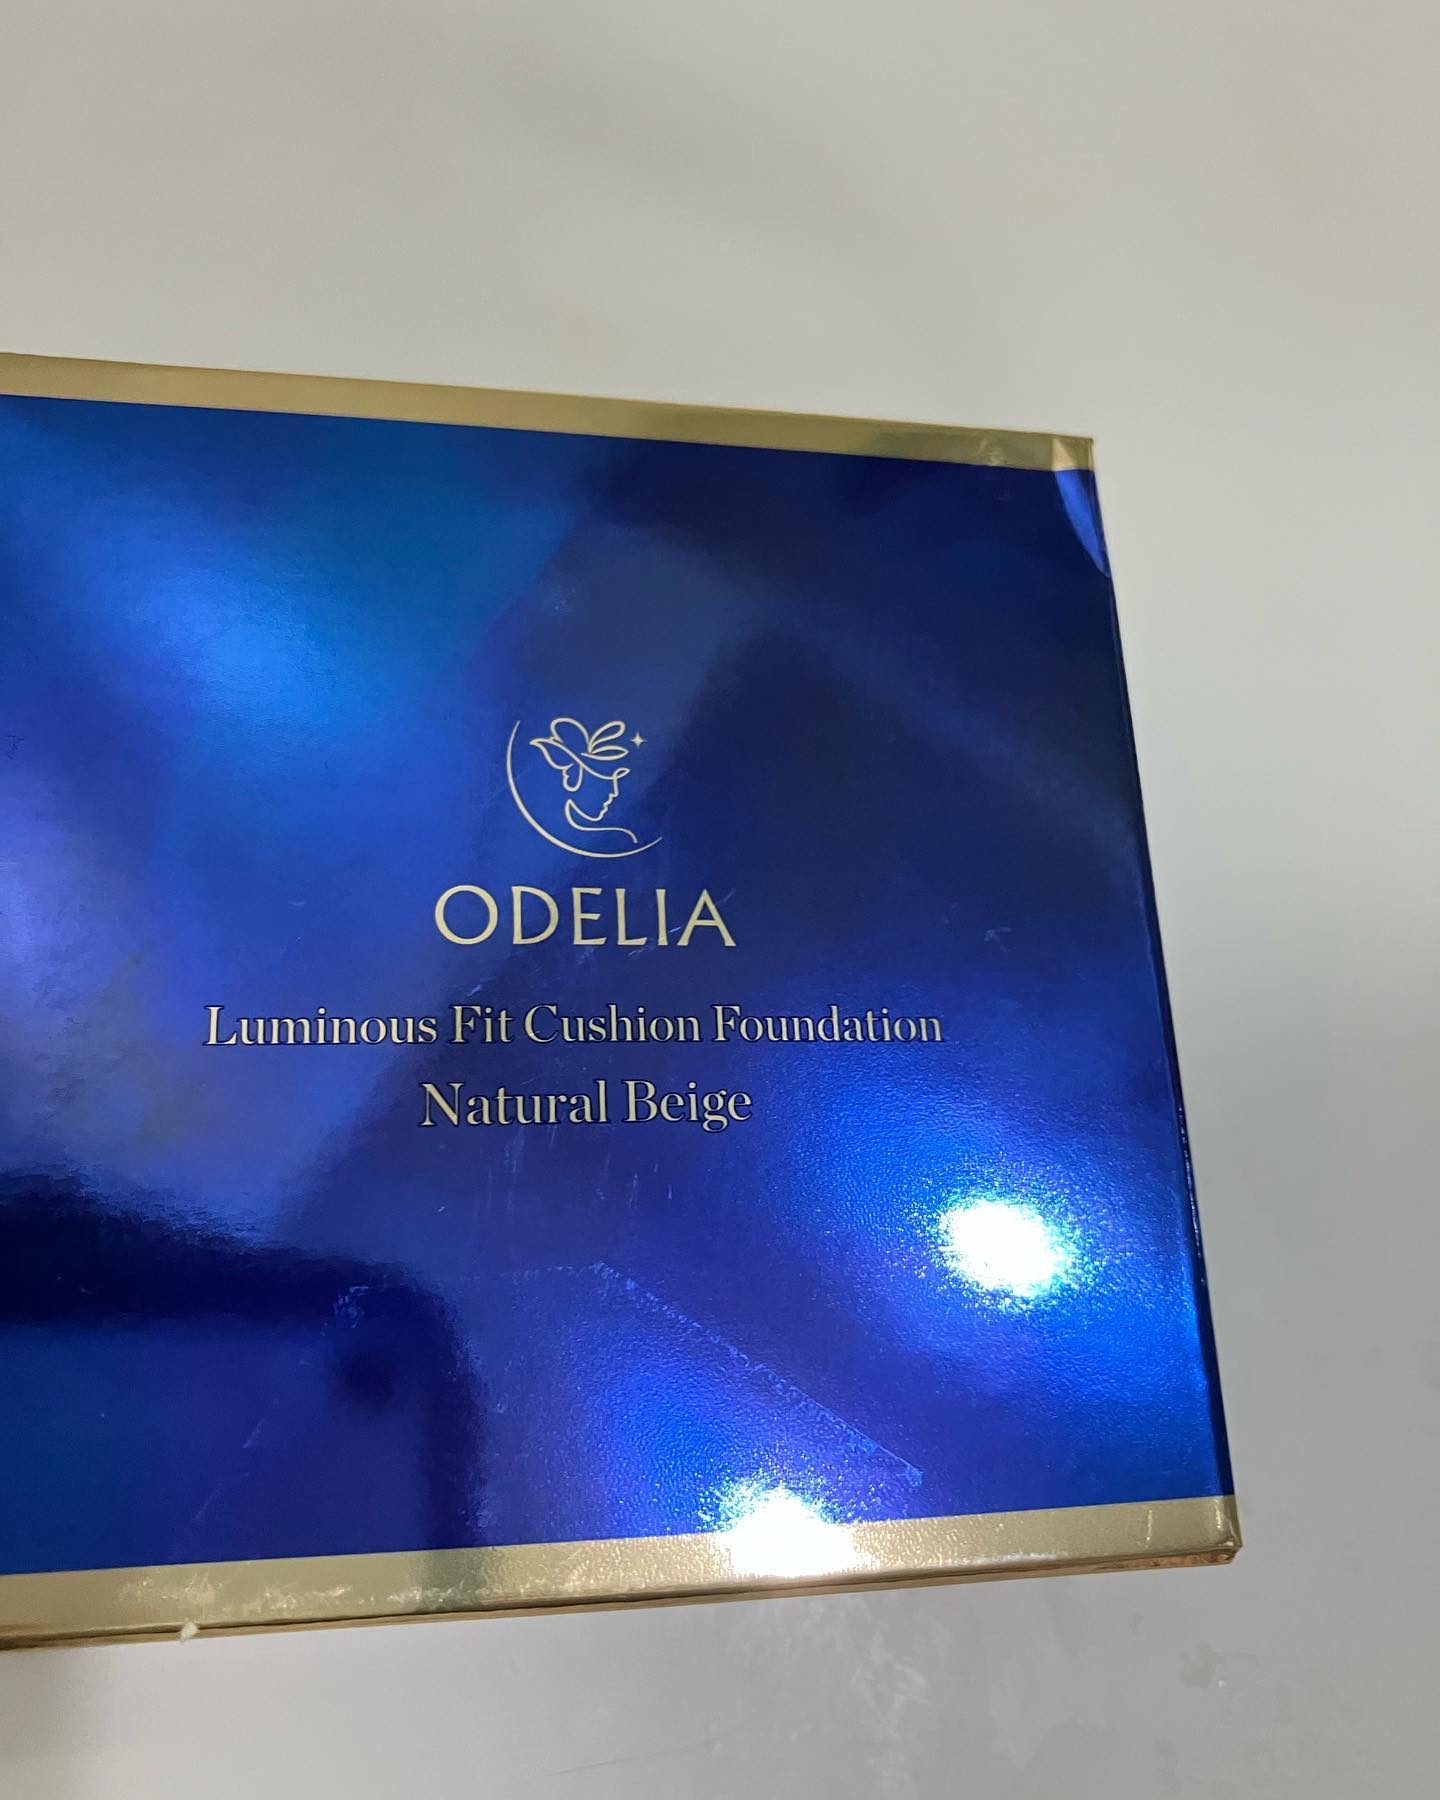 ODELIA
Luminous Fit Cushion Foundation
Natural Beige